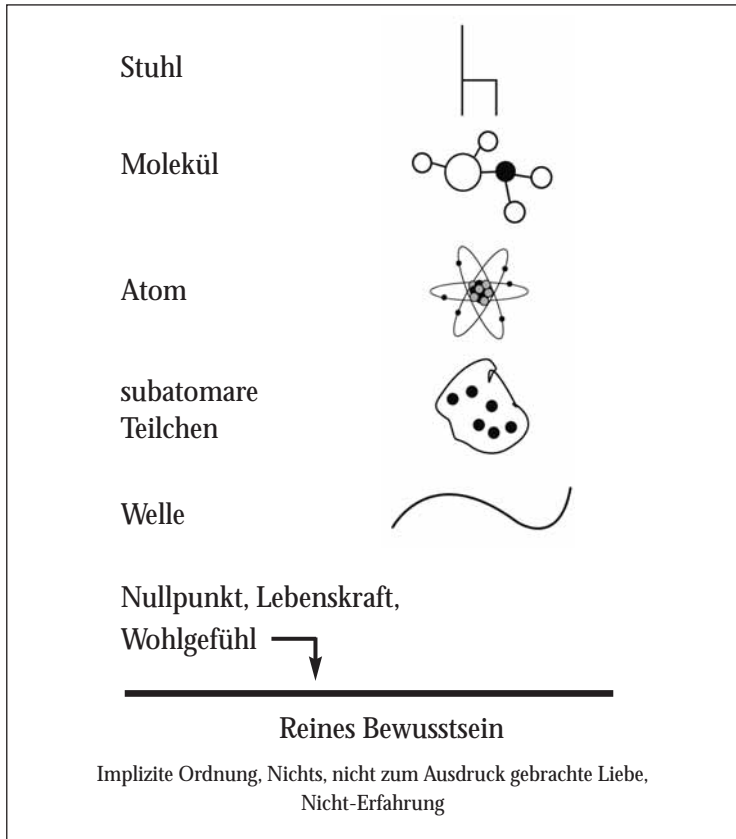 Stuhl
Molekül
Atom
subatomare
Teilchen
Welle
Nullpunkt, Lebenskraft,
Wohlgefühl
Reines Bewusstsein
Implizite Ordnung, Nichts, nicht zum Ausdruck gebrachte Liebe,
Nicht-Erfahrung